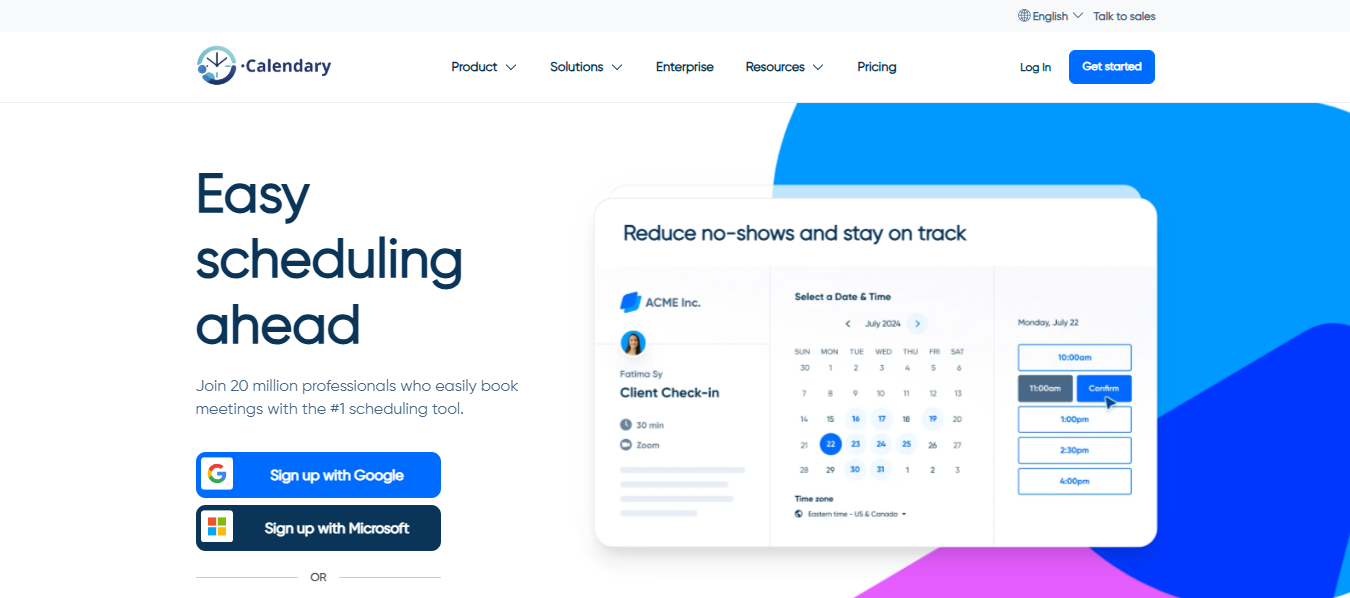 English Talk to sales
·Calendary Product Solutions Enterprise Resources Pricing Log In Get started
Easy
scheduling
ahead
Join 20 million professionals who easily book
meetings with the #1 scheduling tool.
Sign up with Google
Sign up with Microsoft
OR
Reduce no-shows and stay on track
ACME Inc.
Fatima Sy
Client Check-in
30 min
Zoom
Select a Date & Time
July 2024
SUN MON TUE WED THU FRI SAT
30 1 2 3 4 5 6
7 8 9 10 11 12 13
14 15 16 17 18 19 20
21 22 23 24 25 26 27
28 29 30 31 1 2 3
Time zone
Eastern time - US & Canada
Monday, July 22
10:00am
11:00am Confirm
1:00pm
2:30pm
4:00pm